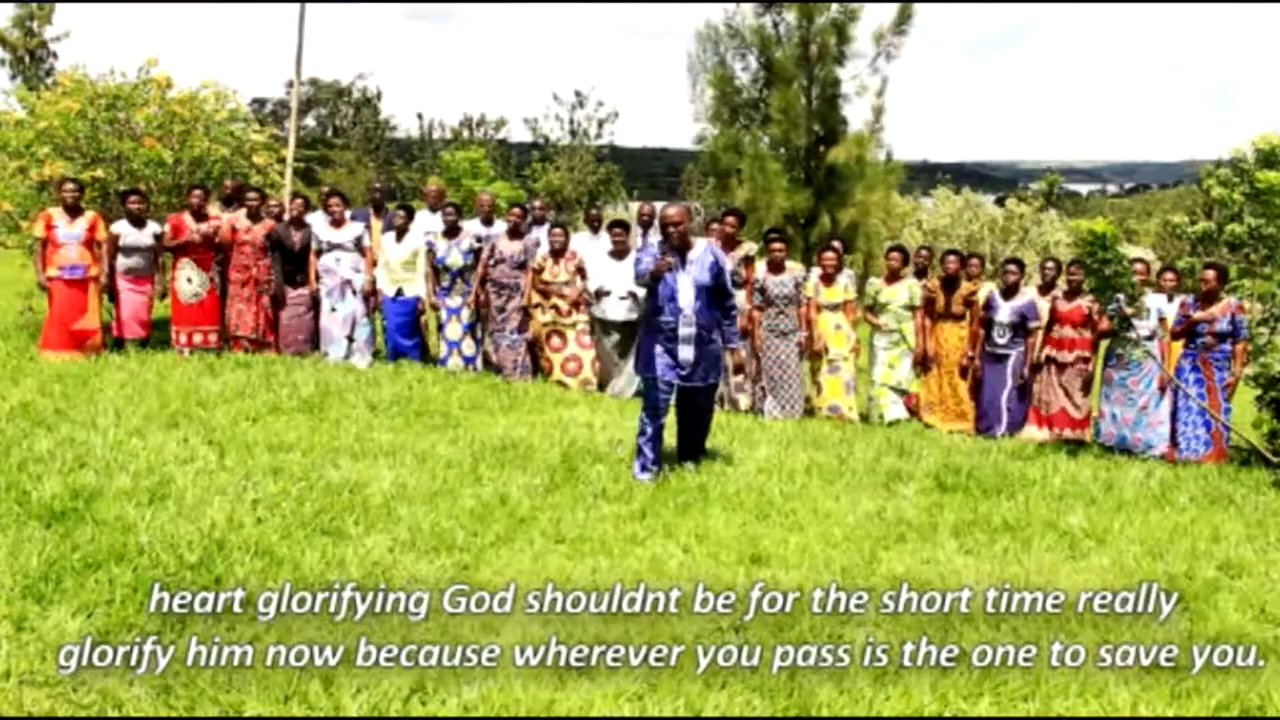 heart glorifying God shouldnt be for the short time really
glorify him now because wherever you pass is the one to save you.